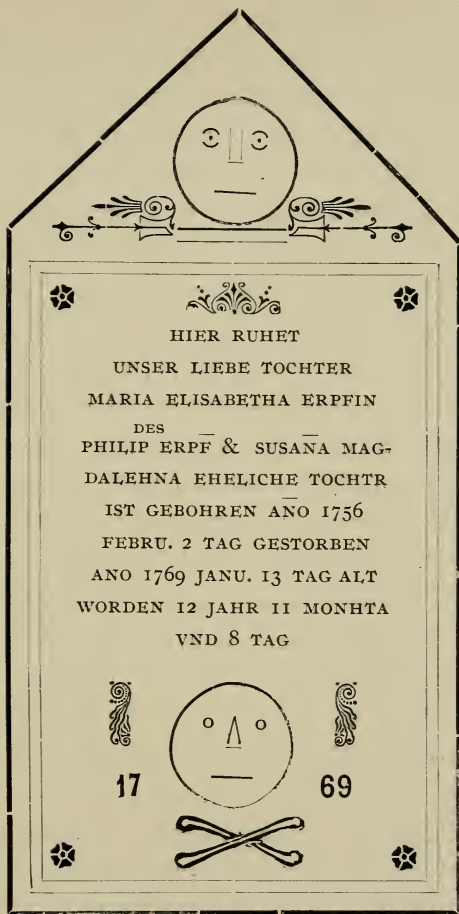 HIER RUHET
UNSER LIEBE TOCHTER
MARIA ELISABETHA ERPFIN
DES
PHILIP ERPF & SUSAÑA MAG-
DALEHNA EHELICHE TOCHTR
IST GEBOHREN AÑO 1756
FEBRU. 2 TAG GESTORBEN
ANO 1769 JANU. 13 TAG ALT
WORDEN 12 JAHR 11 MONHTA
VND 8 TAG
17 69